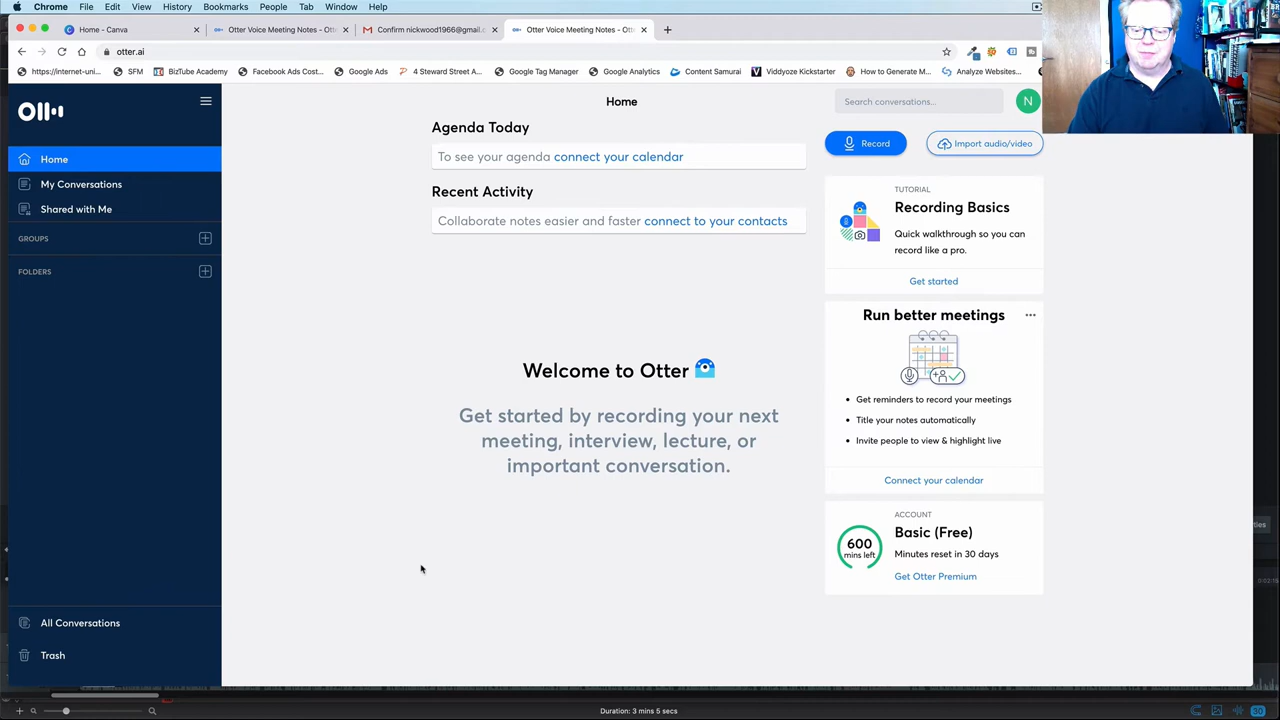 Chrome File Edit View History Bookmarks People Tab Window Help
Home - Canva
Otter Voice Meeting Notes - Ott
Confirm nickwood1966@gmail.c
Otter Voice Meeting Notes - Ott
otter.ai
https://internet-uni...
SFM
BizTube Academy
Facebook Ads Cost...
Google Ads
4 Steward Street A...
Google Tag Manager
Google Analytics
Content Samurai
Viddyoze Kickstarter
How to Generate M...
Analyze Websites...
Home
Search conversations...
N
Home
My Conversations
Shared with Me
GROUPS
FOLDERS
All Conversations
Trash
Agenda Today
To see your agenda connect your calendar
Recent Activity
Collaborate notes easier and faster connect to your contacts
Welcome to Otter
Get started by recording your next
meeting, interview, lecture, or
important conversation.
Record
Import audio/video
TUTORIAL
Recording Basics
Quick walkthrough so you can
record like a pro.
Get started
Run better meetings
Get reminders to record your meetings
Title your notes automatically
Invite people to view & highlight live
Connect your calendar
ACCOUNT
Basic (Free)
600
mins left
Minutes reset in 30 days
Get Otter Premium
Duration: 3 mins 5 secs
30